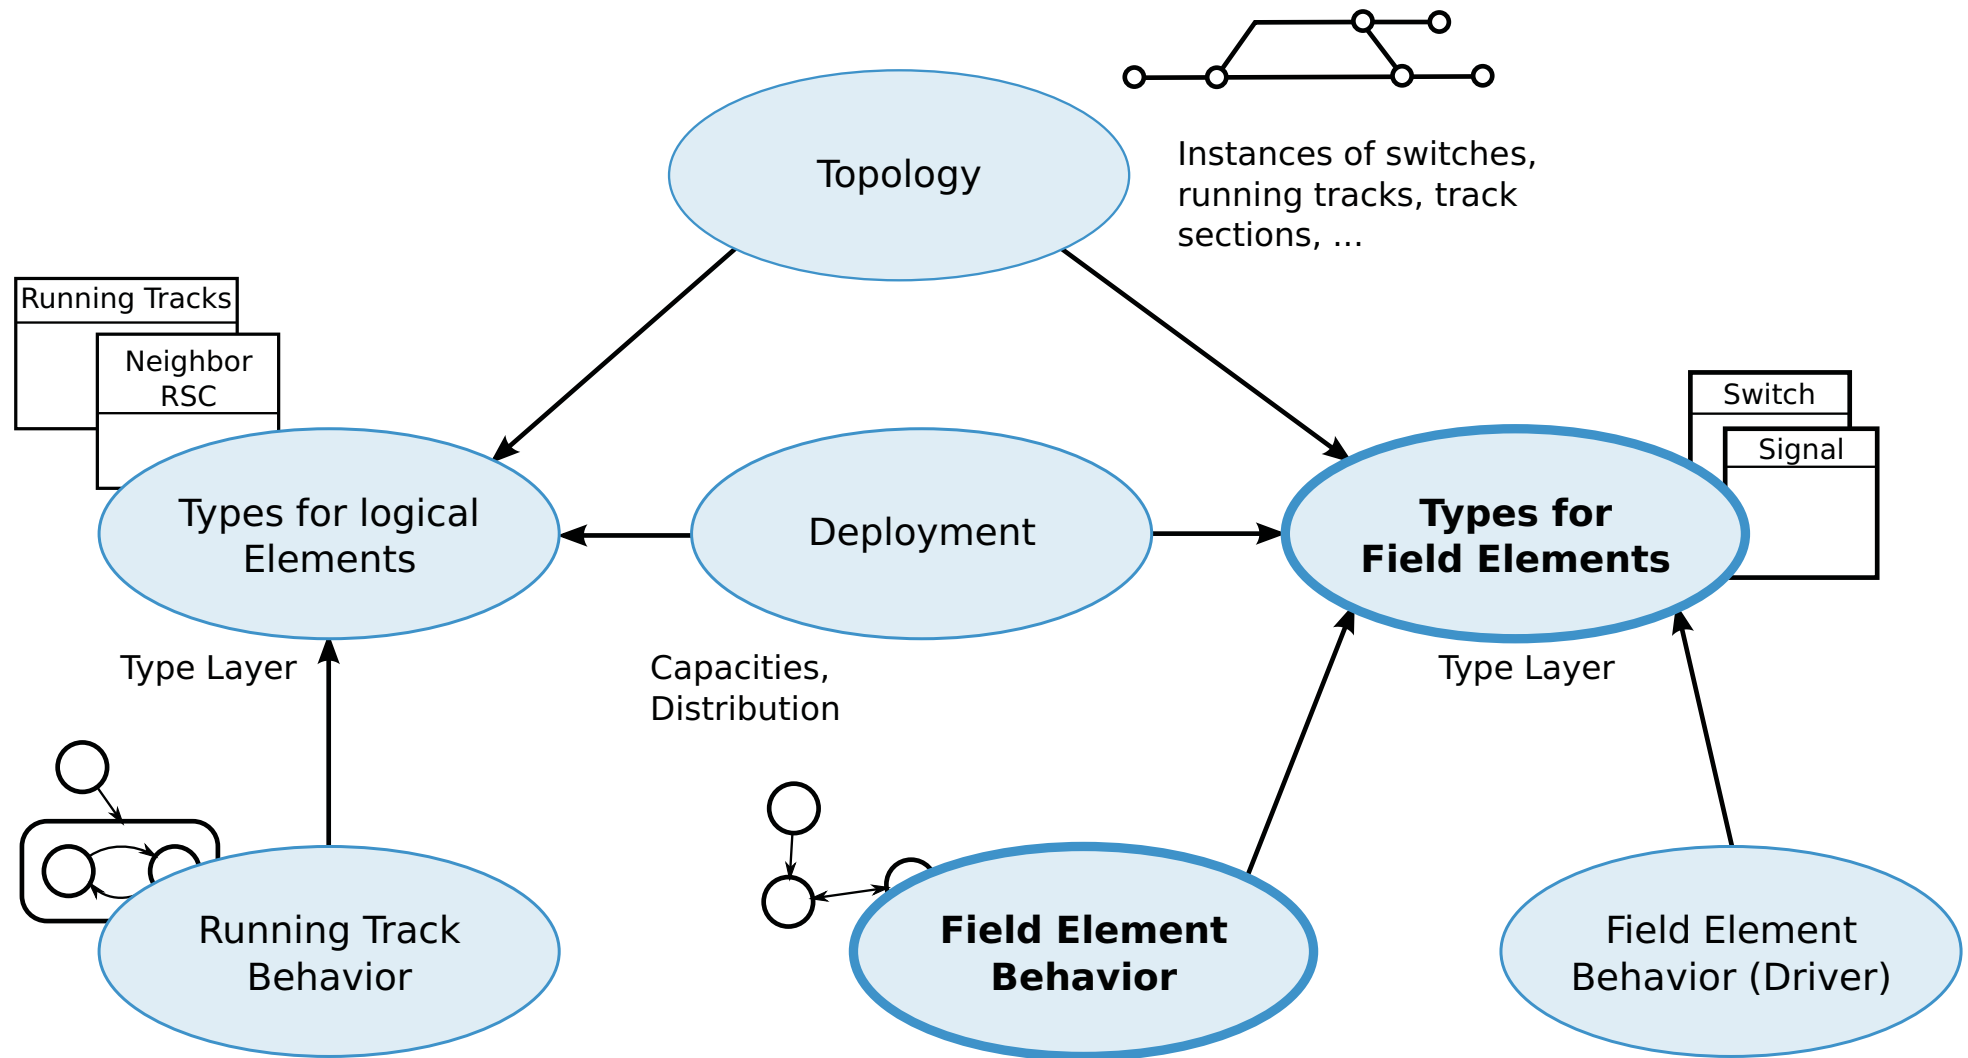 Topology
Instances of switches,
running tracks, track
sections, ...
Running Tracks
Neighbor
RSC
Switch
Signal
Types for logical
Elements
Deployment
Types for
Field Elements
Type Layer
Capacities,
Distribution
Type Layer
Running Track
Behavior
Field Element
Behavior
Field Element
Behavior (Driver)